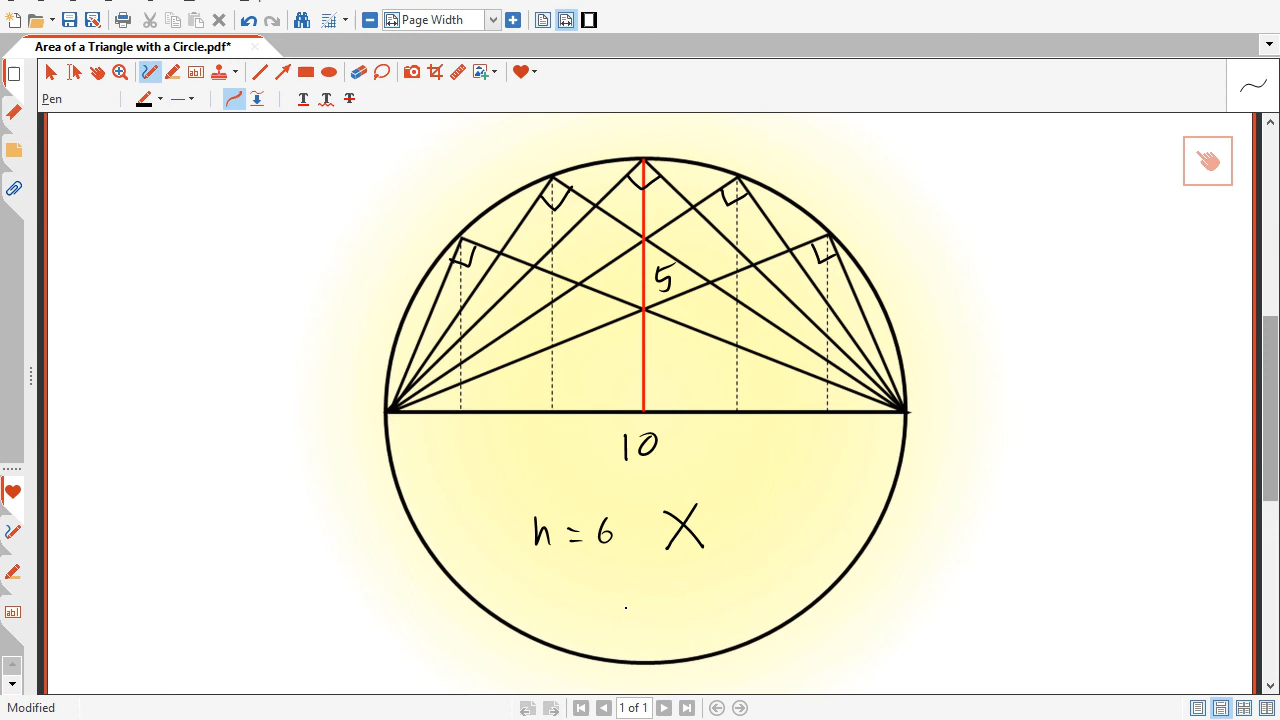 Page Width
Area of a Triangle with a Circle.pdf*
Pen
5
10
h = 6 X
Modified
1 of 1